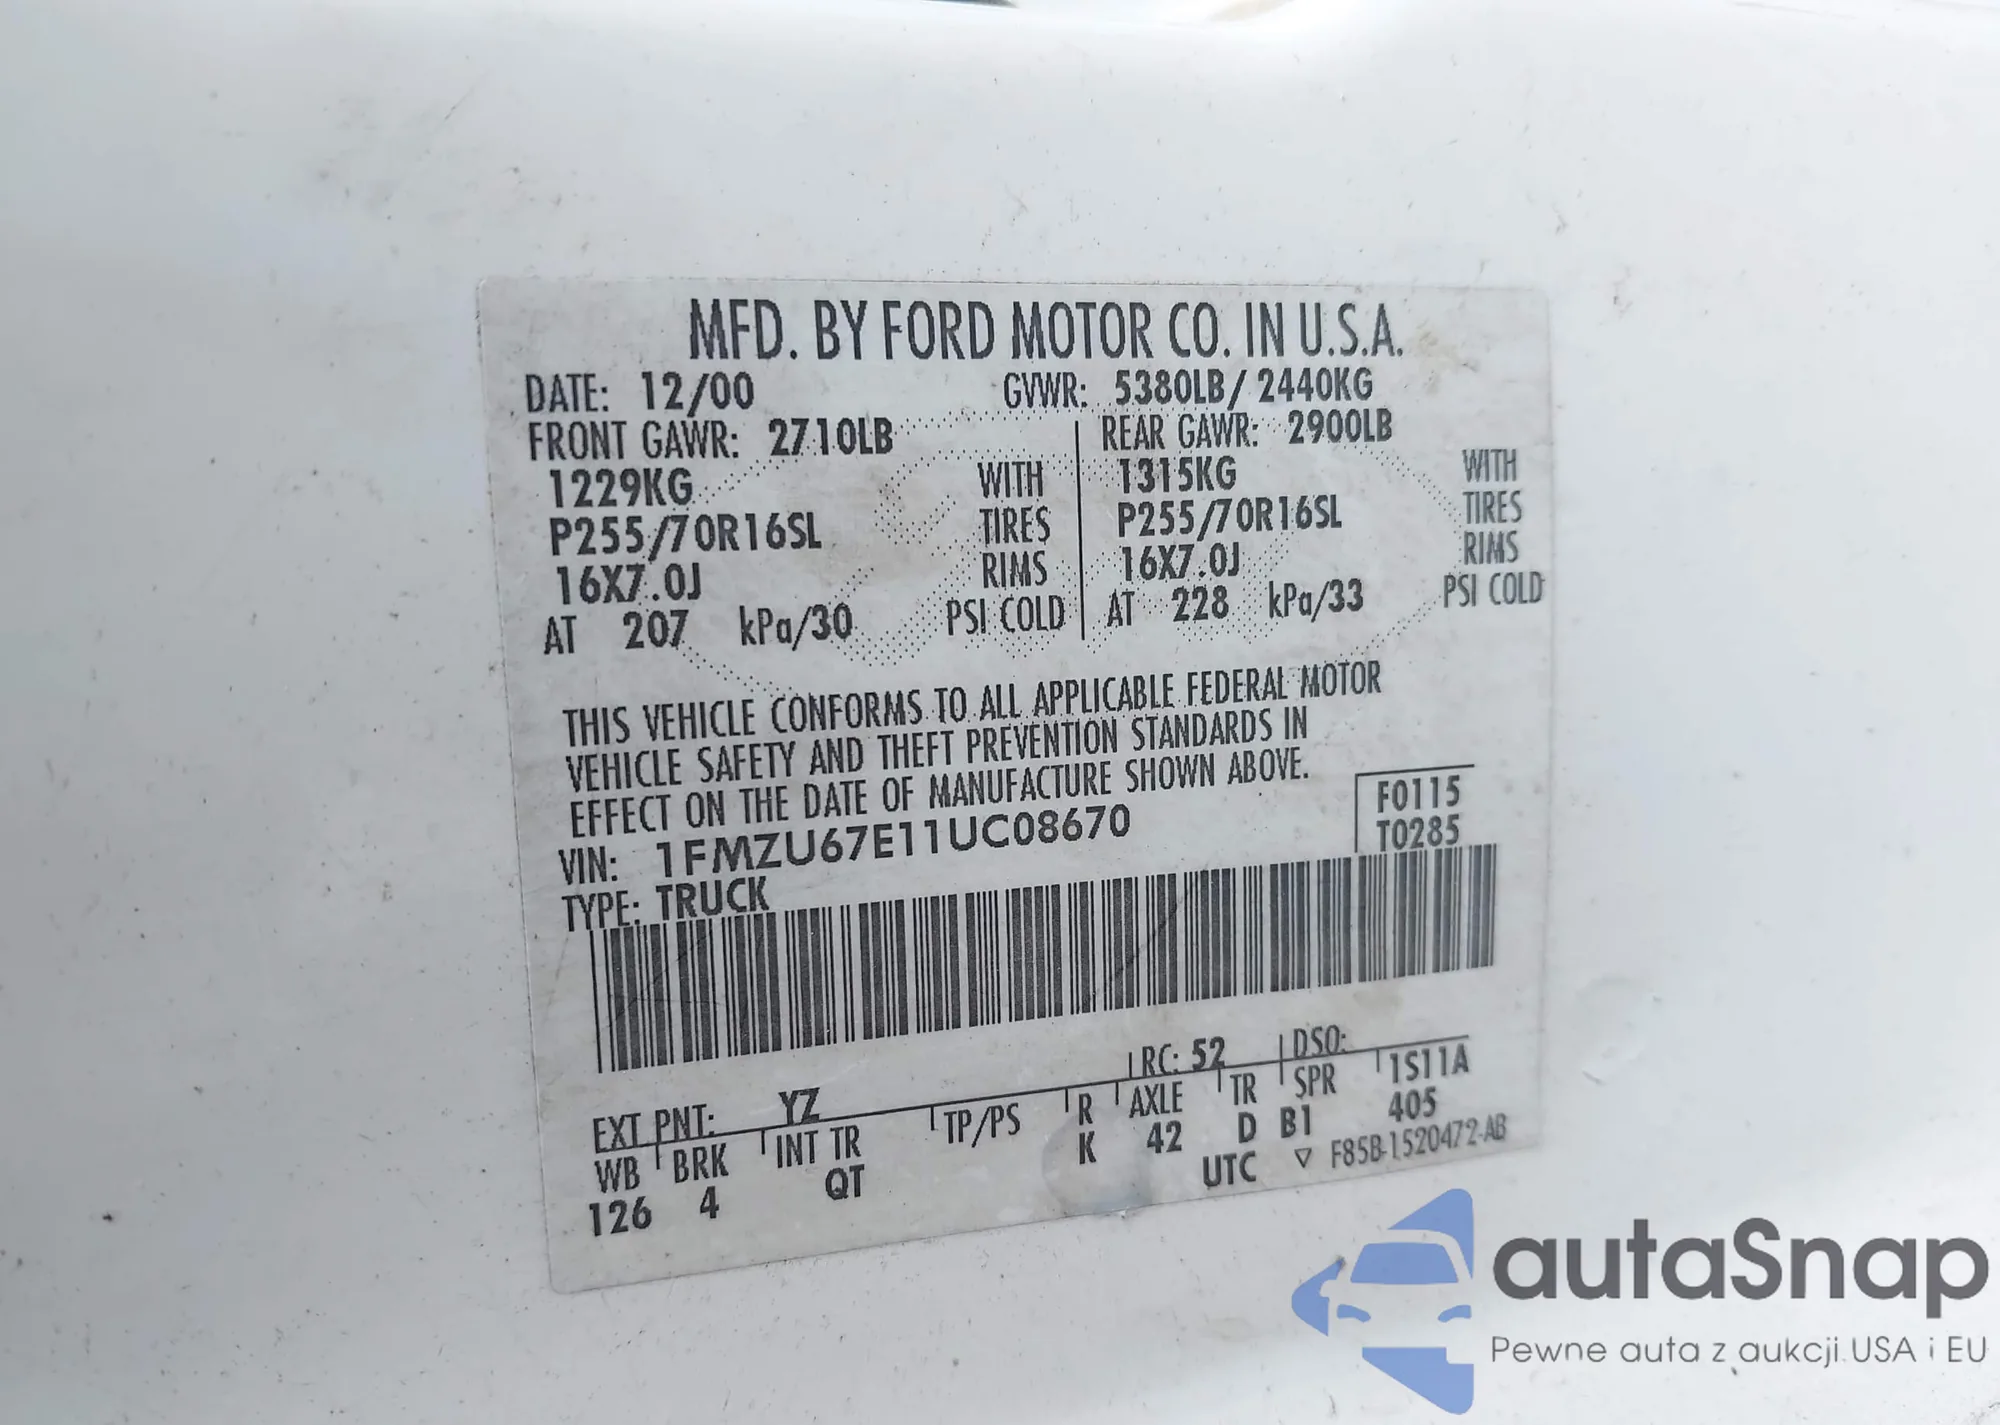 MFD. BY FORD MOTOR CO. IN U.S.A.
DATE: 12/00 GVWR: 5380LB/ 2440KG
FRONT GAWR: 2710LB REAR GAWR: 2900LB
1229KG WITH 1315KG WITH
P255/70R16SL TIRES P255/70R16SL TIRES
16X7.0J RIMS 16X7.0J RIMS
AT 207 kPa/30 PSI COLD AT 228 kPa/33 PSI COLD
THIS VEHICLE CONFORMS TO ALL APPLICABLE FEDERAL MOTOR
VEHICLE SAFETY AND THEFT PREVENTION STANDARDS IN
EFFECT ON THE DATE OF MANUFACTURE SHOWN ABOVE.
VIN: 1FMZU67E11UC08670 F0115
TYPE: TRUCK T0285
EXT PNT: YZ RC: 52 DSO:
WB BRK INT TR TP/PS R AXLE TR SPR 1S11A
126 4 QT K 42 D B1 405
UTC ▽ F85B-1520472-AB
autaSnap
Pewne auta z aukcji USA i EU